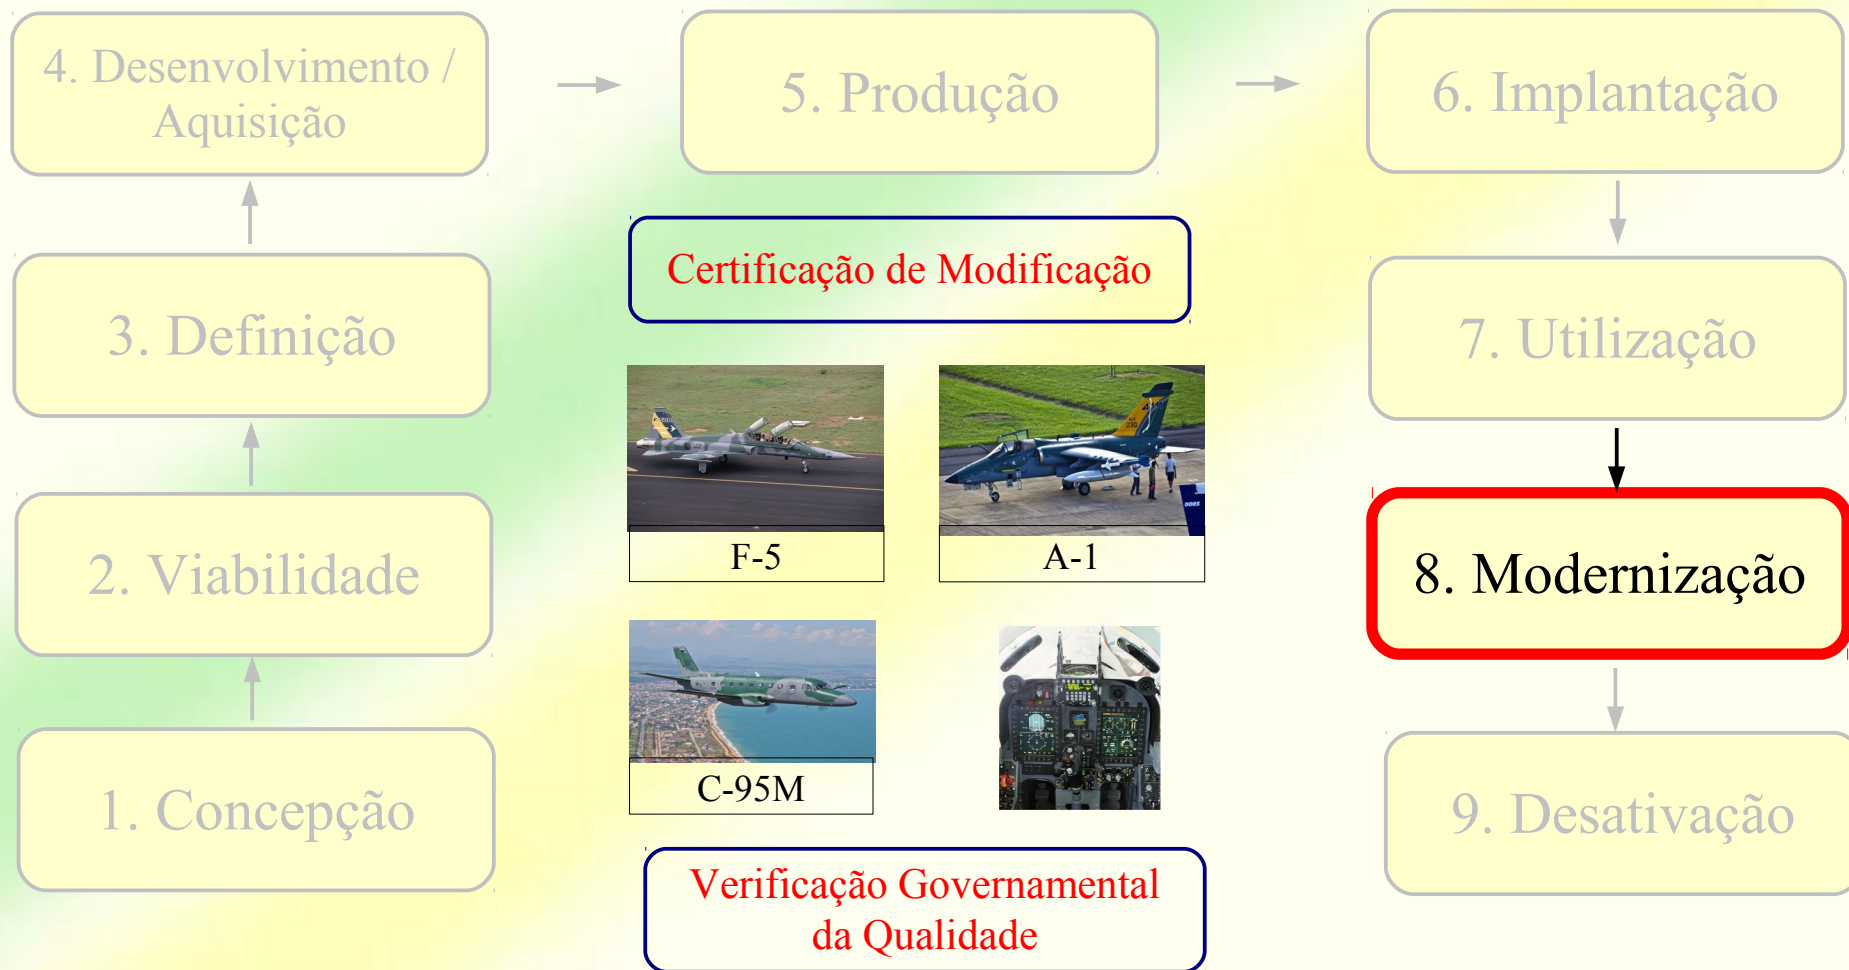 4. Desenvolvimento /
Aquisição
5. Produção
6. Implantação
Certificação de Modificação
3. Definição
7. Utilização
F-5
A-1
2. Viabilidade
8. Modernização
C-95M
1. Concepção
9. Desativação
Verificação Governamental
da Qualidade